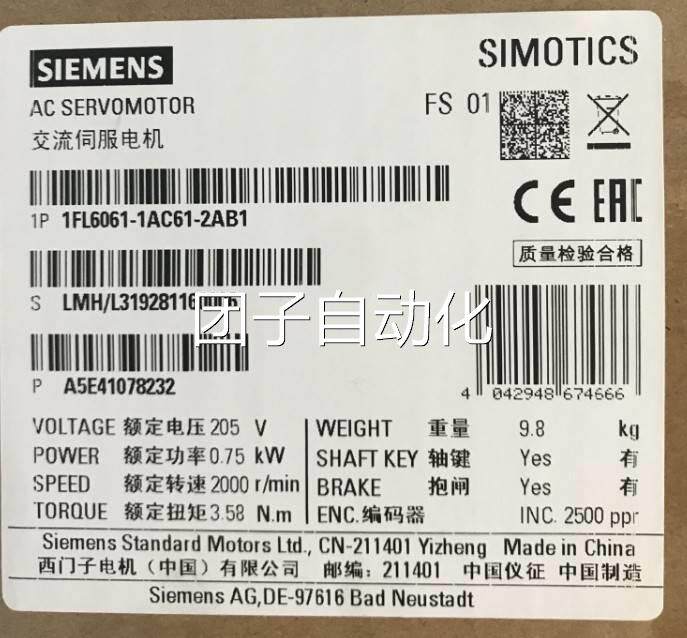 SIEMENS
SIMOTICS
AC SERVOMOTOR
FS 01
交流伺服电机
1P 1FL6061-1AC61-2AB1
CE EAC
质量检验合格
S
团子自动化
P A5E41078232
4 042948 674666
VOLTAGE 额定电压 205 V
POWER 额定功率 0.75 kW
SPEED 额定转速 2000 r/min
TORQUE 额定扭矩 3.58 N.m
WEIGHT 重量 9.8 kg
SHAFT KEY 轴键 Yes 有
BRAKE 抱闸 Yes 有
ENC.编码器 INC. 2500 ppr
Siemens Standard Motors Ltd., CN-211401 Yizheng Made in China
西门子电机（中国）有限公司 邮编：211401 中国仪征 中国制造
Siemens AG,DE-97616 Bad Neustadt